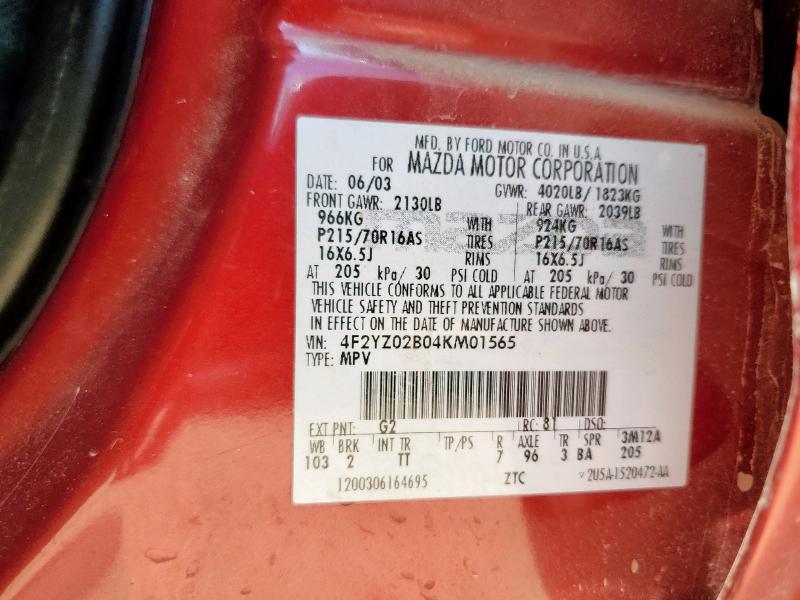 MFD. BY FORD MOTOR CO. IN U.S.A
FOR MAZDA MOTOR CORPORATION
DATE: 06/03 GVWR: 4020LB/ 1823KG
FRONT GAWR: 2130LB REAR GAWR: 2039LB
966KG WITH 924KG WITH
P215/70R16AS TIRES P215/70R16AS TIRES
16X6.5J RIMS 16X6.5J RIMS
AT 205 kPa/ 30 PSI COLD AT 205 kPa/ 30 PSI COLD
THIS VEHICLE CONFORMS TO ALL APPLICABLE FEDERAL MOTOR
VEHICLE SAFETY AND THEFT PREVENTION STANDARDS
IN EFFECT ON THE DATE OF MANUFACTURE SHOWN ABOVE.
VIN: 4F2YZ02B04KM01565
TYPE: MPV
EXT PNT: G2 RC: 81 DSO:
WB BRK INT TR TP/PS R AXLE TR SPR 3M12A
103 2 TT 7 96 3 BA 205
1200306164695 ZTC 2U5A-1520472-AA